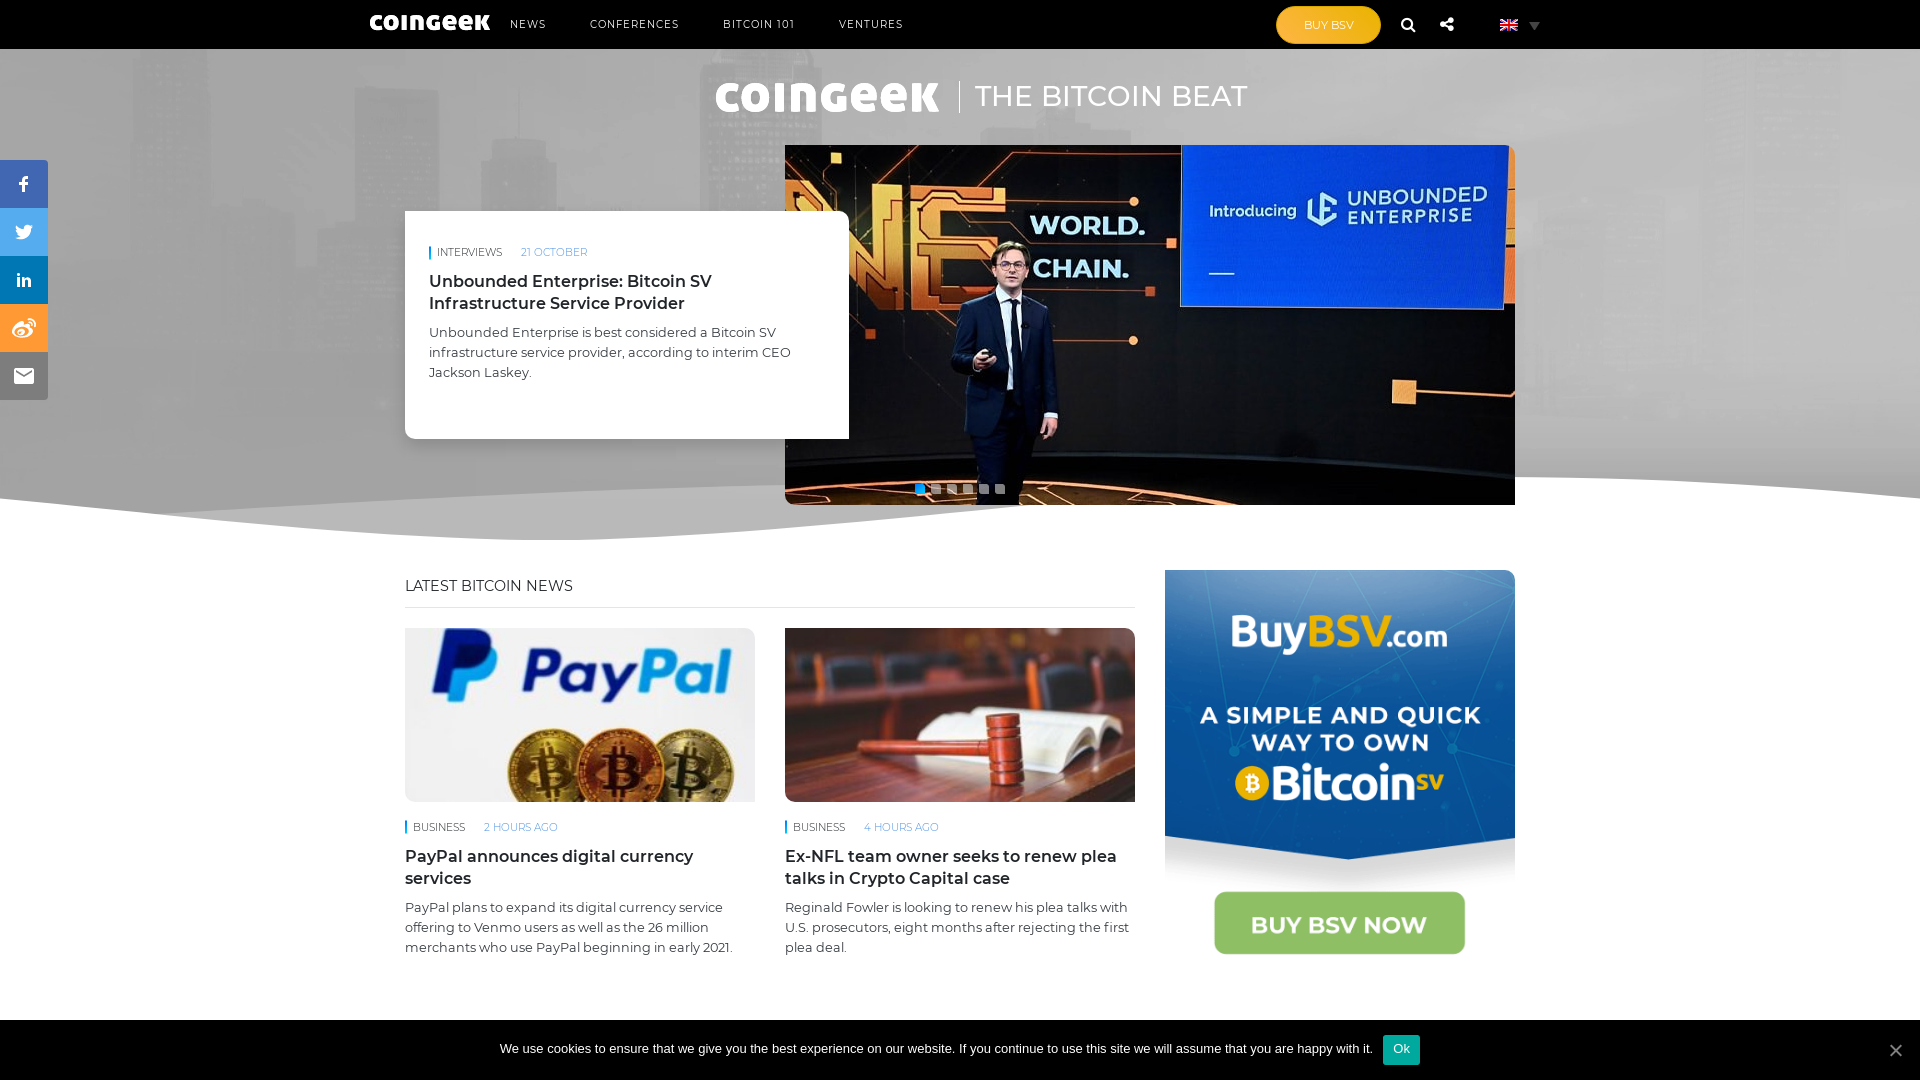 coingeek NEWS CONFERENCES BITCOIN 101 VENTURES BUY BSV
coingeek THE BITCOIN BEAT
NE WORLD.
CHAIN.
Introducing UNBOUNDED
ENTERPRISE
INTERVIEWS 21 OCTOBER
Unbounded Enterprise: Bitcoin SV
Infrastructure Service Provider
Unbounded Enterprise is best considered a Bitcoin SV
infrastructure service provider, according to interim CEO
Jackson Laskey.
LATEST BITCOIN NEWS
PayPal
BUSINESS 2 HOURS AGO
PayPal announces digital currency
services
PayPal plans to expand its digital currency service
offering to Venmo users as well as the 26 million
merchants who use PayPal beginning in early 2021.
BUSINESS 4 HOURS AGO
Ex-NFL team owner seeks to renew plea
talks in Crypto Capital case
Reginald Fowler is looking to renew his plea talks with
U.S. prosecutors, eight months after rejecting the first
plea deal.
BuyBSV.com
A SIMPLE AND QUICK
WAY TO OWN
Bitcoin SV
BUY BSV NOW
We use cookies to ensure that we give you the best experience on our website. If you continue to use this site we will assume that you are happy with it. Ok